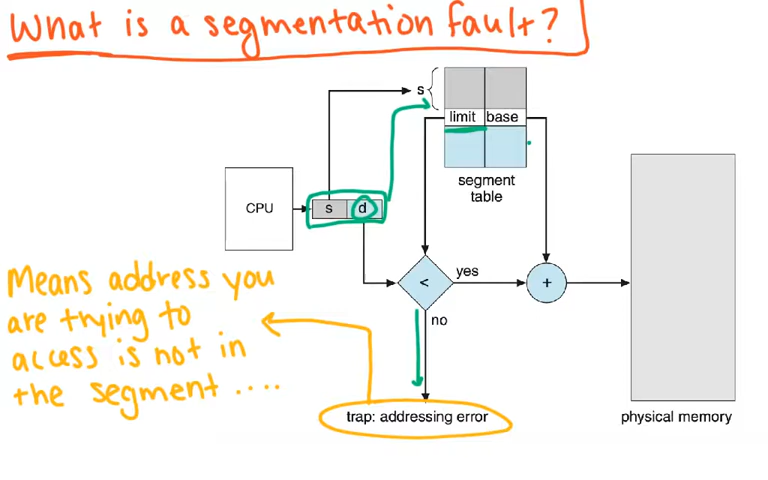 What is a segmentation fault?
s
limit base
segment
table
CPU
s d
<
yes
+
no
Means address you
are trying to
access is not in
the segment ....
trap: addressing error
physical memory